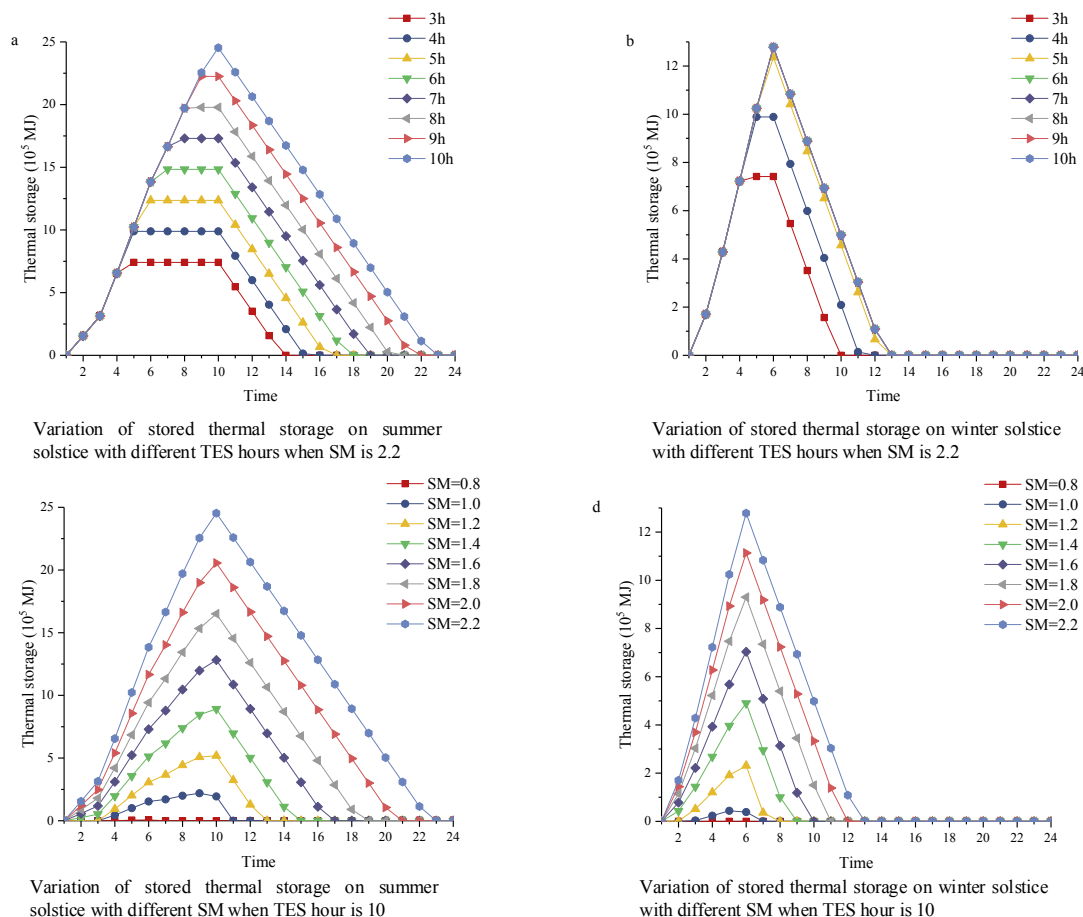 a
3h
4h
5h
6h
7h
8h
9h
10h
25
20
15
10
5
0
Thermal storage (10⁵ MJ)
2 4 6 8 10 12 14 16 18 20 22 24
Time
Variation of stored thermal storage on summer
solstice with different TES hours when SM is 2.2
b
3h
4h
5h
6h
7h
8h
9h
10h
12
10
8
6
4
2
0
Thermal storage (10⁵ MJ)
2 4 6 8 10 12 14 16 18 20 22 24
Time
Variation of stored thermal storage on winter solstice
with different TES hours when SM is 2.2
SM=0.8
SM=1.0
SM=1.2
SM=1.4
SM=1.6
SM=1.8
SM=2.0
SM=2.2
25
20
15
10
5
0
Thermal storage (10⁵ MJ)
2 4 6 8 10 12 14 16 18 20 22 24
Time
Variation of stored thermal storage on summer
solstice with different SM when TES hour is 10
d
SM=0.8
SM=1.0
SM=1.2
SM=1.4
SM=1.6
SM=1.8
SM=2.0
SM=2.2
12
10
8
6
4
2
0
Thermal storage (10⁵ MJ)
2 4 6 8 10 12 14 16 18 20 22 24
Time
Variation of stored thermal storage on winter solstice
with different SM when TES hour is 10